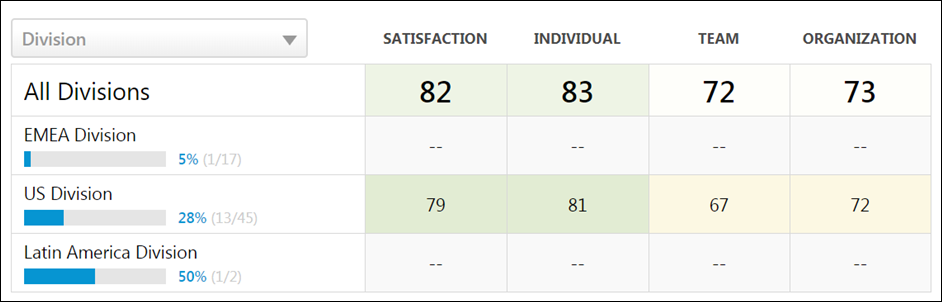 Division SATISFACTION INDIVIDUAL TEAM ORGANIZATION
All Divisions 82 83 72 73
EMEA Division
5% (1/17) -- -- -- --
US Division
28% (13/45) 79 81 67 72
Latin America Division
50% (1/2) -- -- -- --